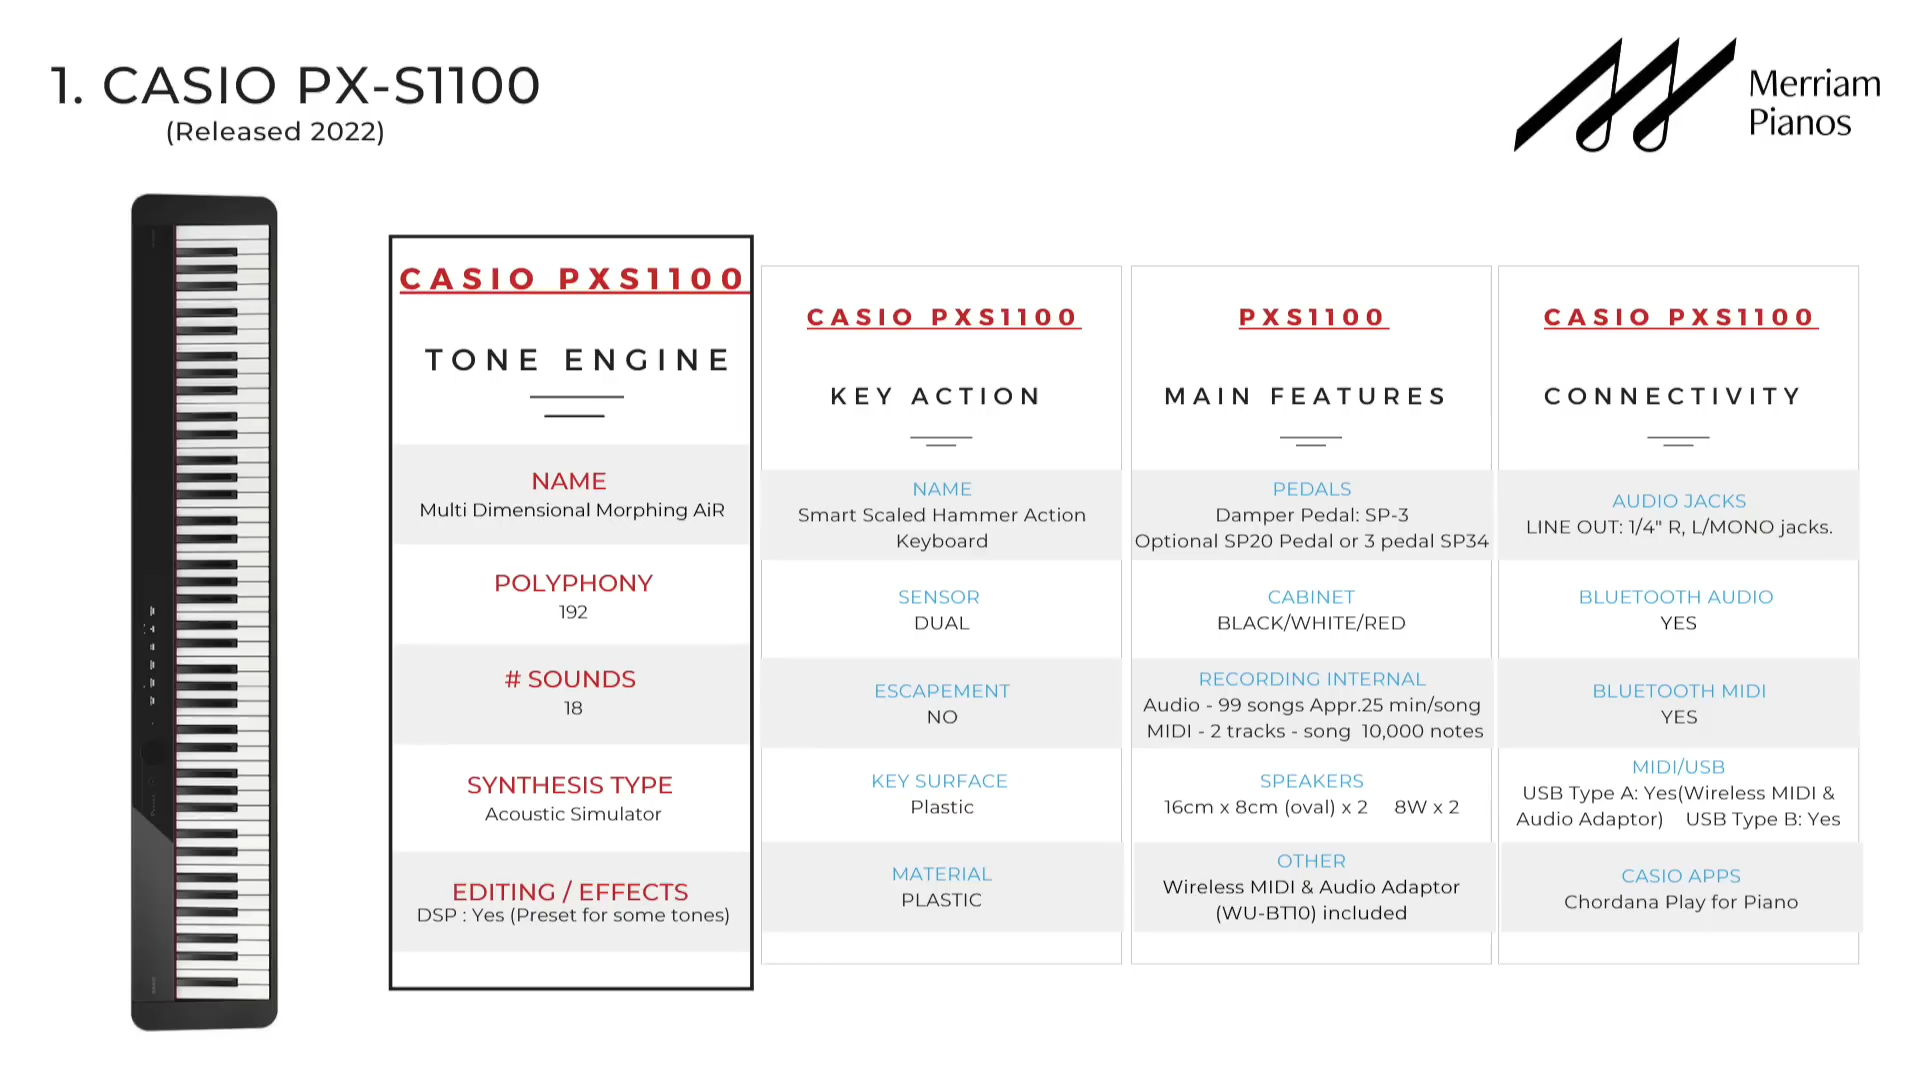 1. CASIO PX-S1100
(Released 2022)
Merriam
Pianos
CASIO PXS1100
TONE ENGINE
NAME
Multi Dimensional Morphing AiR
POLYPHONY
192
# SOUNDS
18
SYNTHESIS TYPE
Acoustic Simulator
EDITING / EFFECTS
DSP : Yes (Preset for some tones)
CASIO PXS1100
KEY ACTION
NAME
Smart Scaled Hammer Action
Keyboard
SENSOR
DUAL
ESCAPEMENT
NO
KEY SURFACE
Plastic
MATERIAL
PLASTIC
PXS1100
MAIN FEATURES
PEDALS
Damper Pedal: SP-3
Optional SP20 Pedal or 3 pedal SP34
CABINET
BLACK/WHITE/RED
RECORDING INTERNAL
Audio - 99 songs Appr.25 min/song
MIDI - 2 tracks - song 10,000 notes
SPEAKERS
16cm x 8cm (oval) x 2 8W x 2
OTHER
Wireless MIDI & Audio Adaptor
(WU-BT10) included
CASIO PXS1100
CONNECTIVITY
AUDIO JACKS
LINE OUT: 1/4" R, L/MONO jacks.
BLUETOOTH AUDIO
YES
BLUETOOTH MIDI
YES
MIDI/USB
USB Type A: Yes(Wireless MIDI &
Audio Adaptor) USB Type B: Yes
CASIO APPS
Chordana Play for Piano